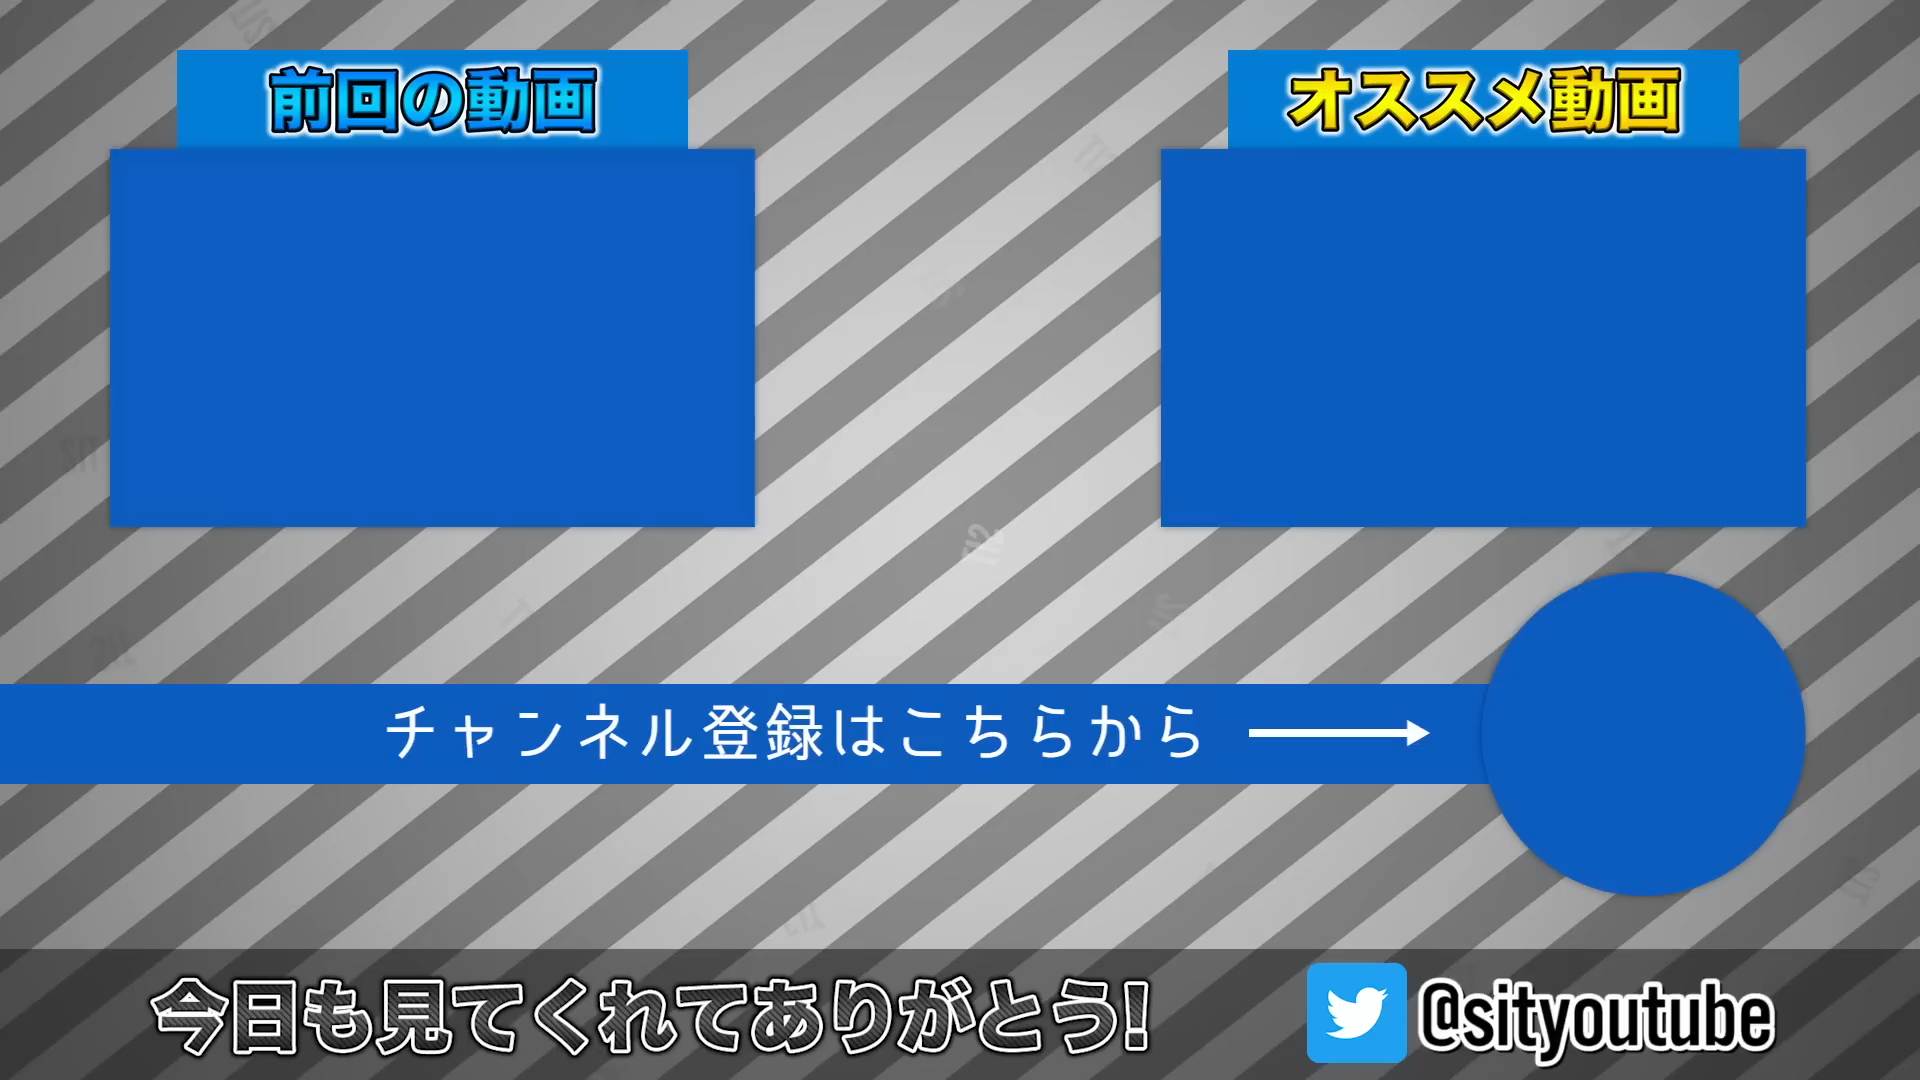 前回の動画
オススメ動画
チャンネル登録はこちらから
今日も見てくれてありがとう!
@sityoutube